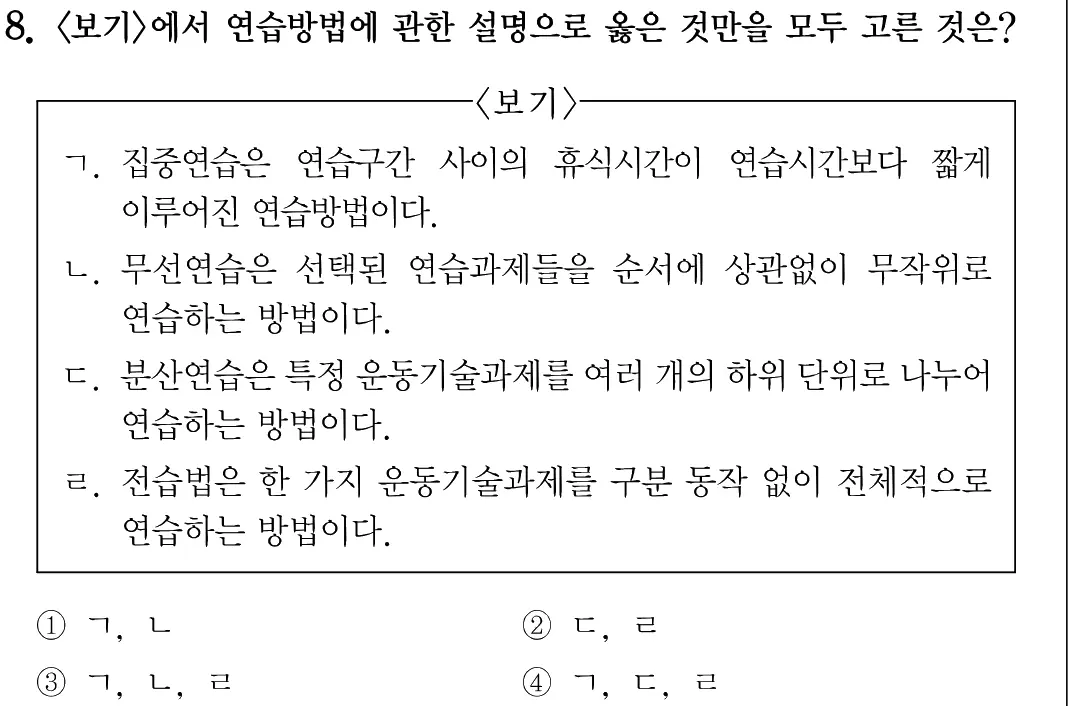 8. 〈보기〉에서 연습방법에 관한 설명으로 옳은 것만을 모두 고른 것은?
〈보기〉
ㄱ. 집중연습은 연습구간 사이의 휴식시간이 연습시간보다 짧게
이루어진 연습방법이다.
ㄴ. 무선연습은 선택된 연습과제들을 순서에 상관없이 무작위로
연습하는 방법이다.
ㄷ. 분산연습은 특정 운동기술과제를 여러 개의 하위 단위로 나누어
연습하는 방법이다.
ㄹ. 전습법은 한 가지 운동기술과제를 구분 동작 없이 전체적으로
연습하는 방법이다.
① ㄱ, ㄴ ② ㄷ, ㄹ
③ ㄱ, ㄴ, ㄹ ④ ㄱ, ㄷ, ㄹ